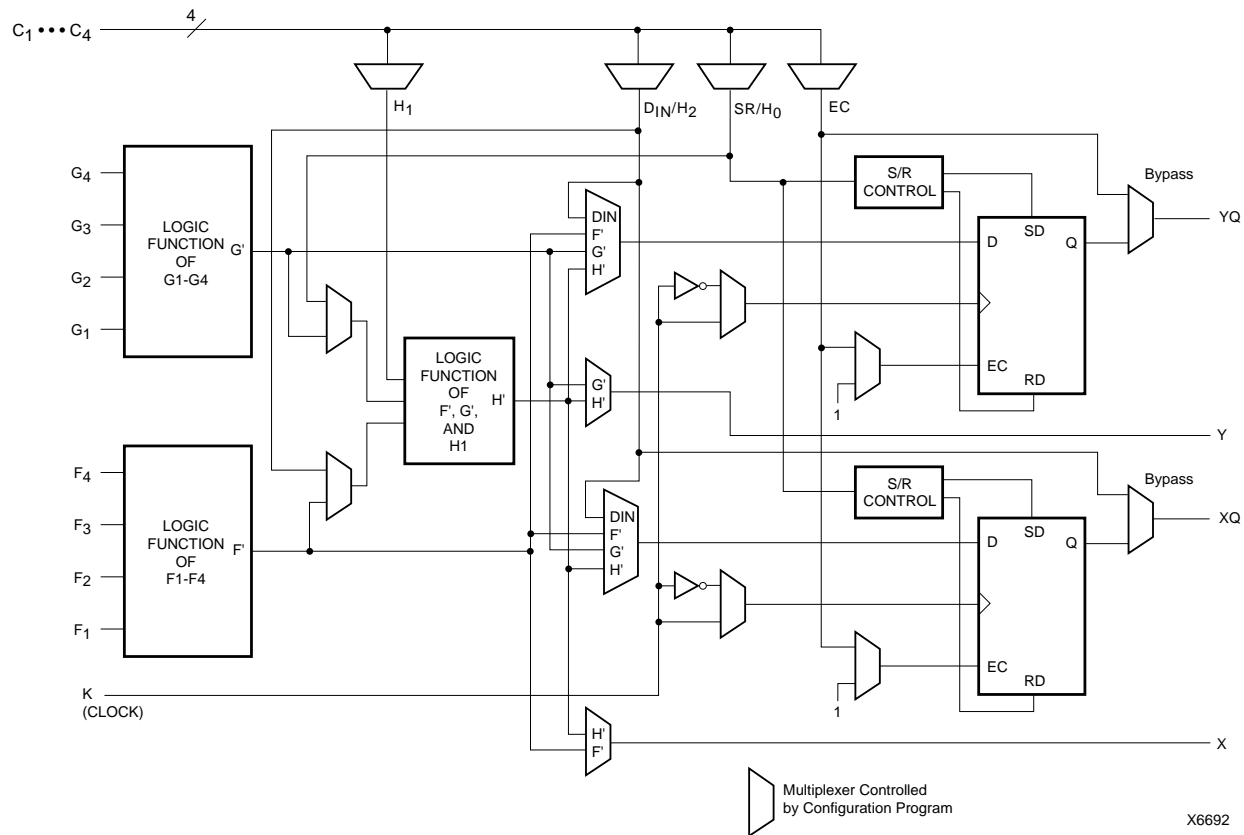 C1 ••• C4
4
H1
DIN/H2
SR/H0
EC
G4
G3
G2
G1
LOGIC
FUNCTION
OF
G1-G4
G'
DIN
F'
G'
H'
S/R
CONTROL
D
SD
Q
EC
RD
1
Bypass
YQ
LOGIC
FUNCTION
OF
F', G',
AND
H1
H'
G'
H'
Y
F4
F3
F2
F1
LOGIC
FUNCTION
OF
F1-F4
F'
DIN
F'
G'
H'
S/R
CONTROL
D
SD
Q
EC
RD
1
Bypass
XQ
K
(CLOCK)
H'
F'
X
Multiplexer Controlled
by Configuration Program
X6692